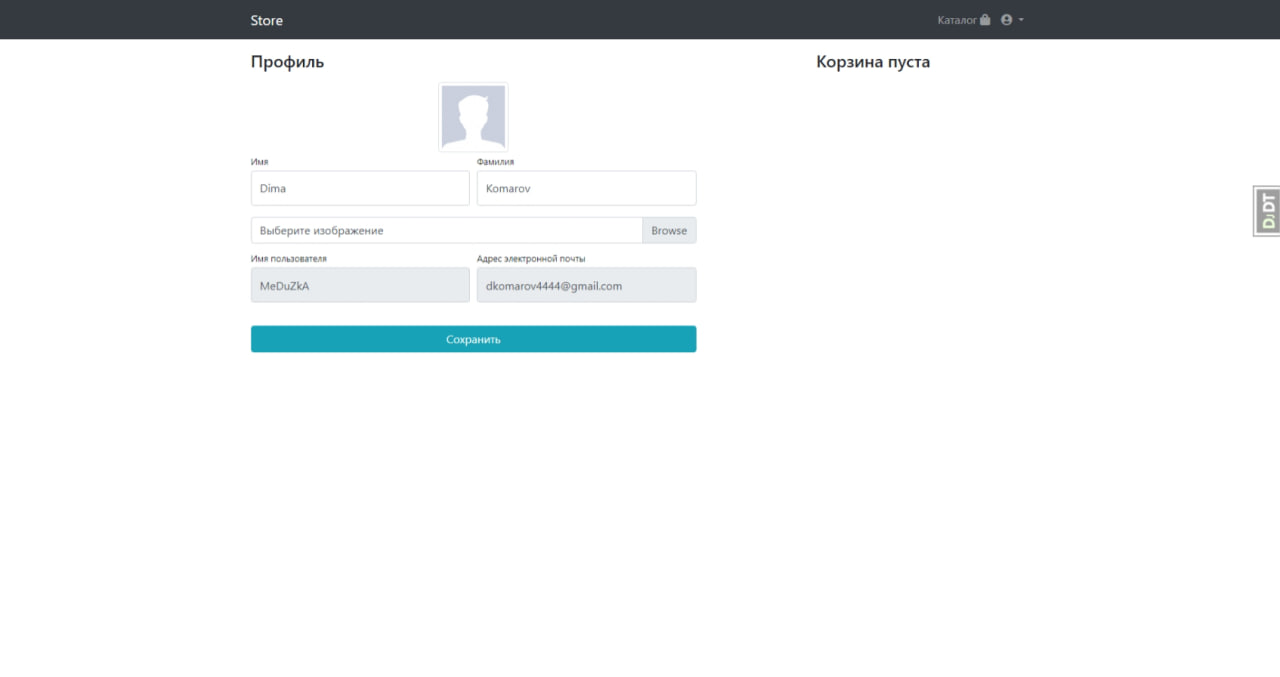 Store
Каталог
Профиль
Корзина пуста
Имя
Фамилия
Dima
Komarov
Выберите изображение
Browse
Имя пользователя
Адрес электронной почты
MeDuZkA
dkomarov4444@gmail.com
Сохранить
DJDT